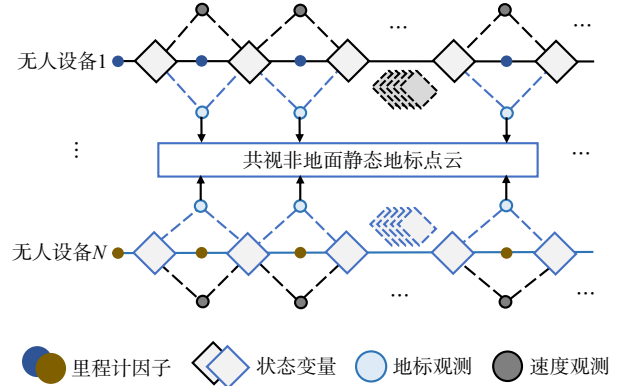 …
…
无人设备1
⋮
共视非地面静态地标点云
…
无人设备N
…
…
里程计因子
状态变量
地标观测
速度观测